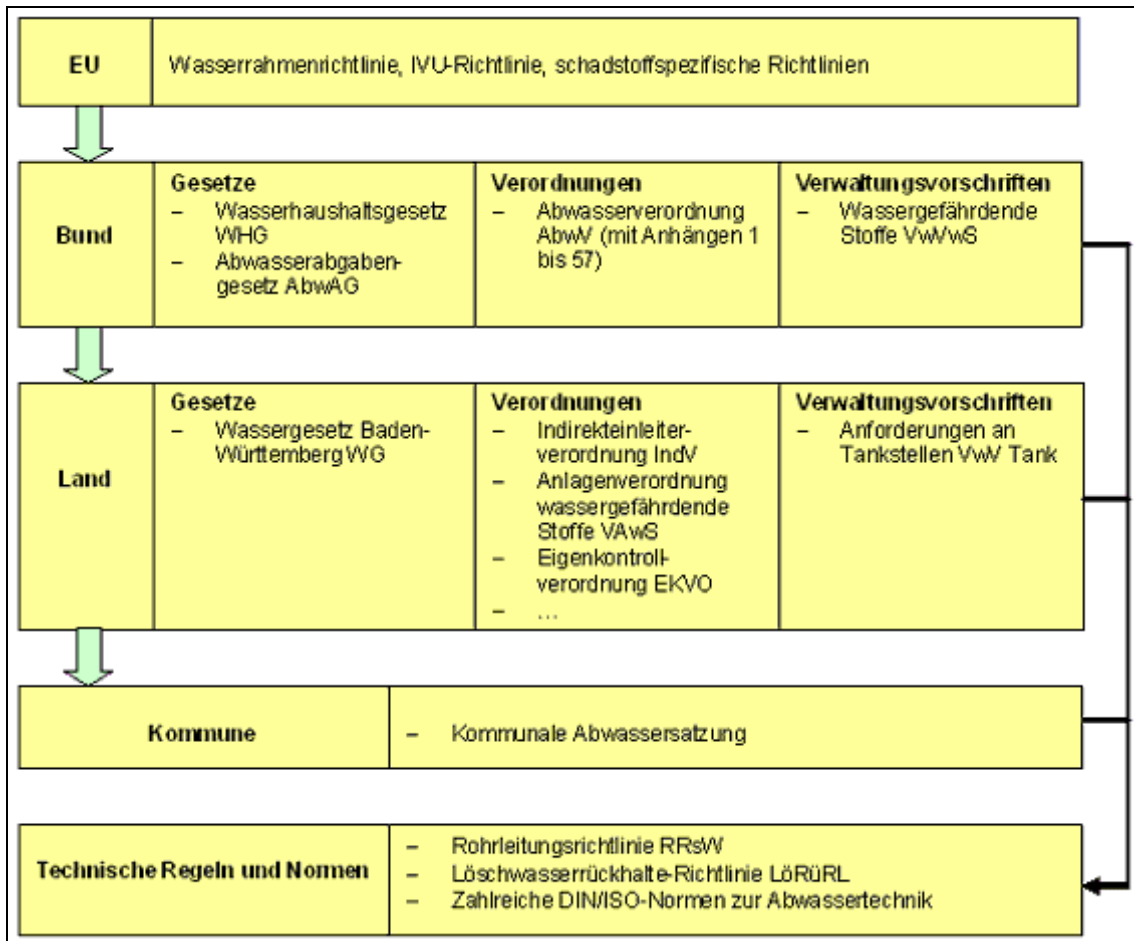 EU
Wasserrahmenrichtlinie, IVU-Richtlinie, schadstoffspezifische Richtlinien
Bund
Gesetze
– Wasserhaushaltsgesetz
WHG
– Abwasserabgaben-
gesetz AbwAG
Verordnungen
– Abwasserverordnung
AbwV (mit Anhängen 1
bis 57)
Verwaltungsvorschriften
– Wassergefährdende
Stoffe VwVwS
Land
Gesetze
– Wassergesetz Baden-
Württemberg WG
Verordnungen
– Indirekteinleiter-
verordnung IndV
– Anlagenverordnung
wassergefährdende
Stoffe VAwS
– Eigenkontroll-
verordnung EKVO
– ...
Verwaltungsvorschriften
– Anforderungen an
Tankstellen VwV Tank
Kommune
– Kommunale Abwassersatzung
Technische Regeln und Normen
– Rohrleitungsrichtlinie RRsW
– Löschwasserrückhalte-Richtlinie LöRüRL
– Zahlreiche DIN/ISO-Normen zur Abwassertechnik